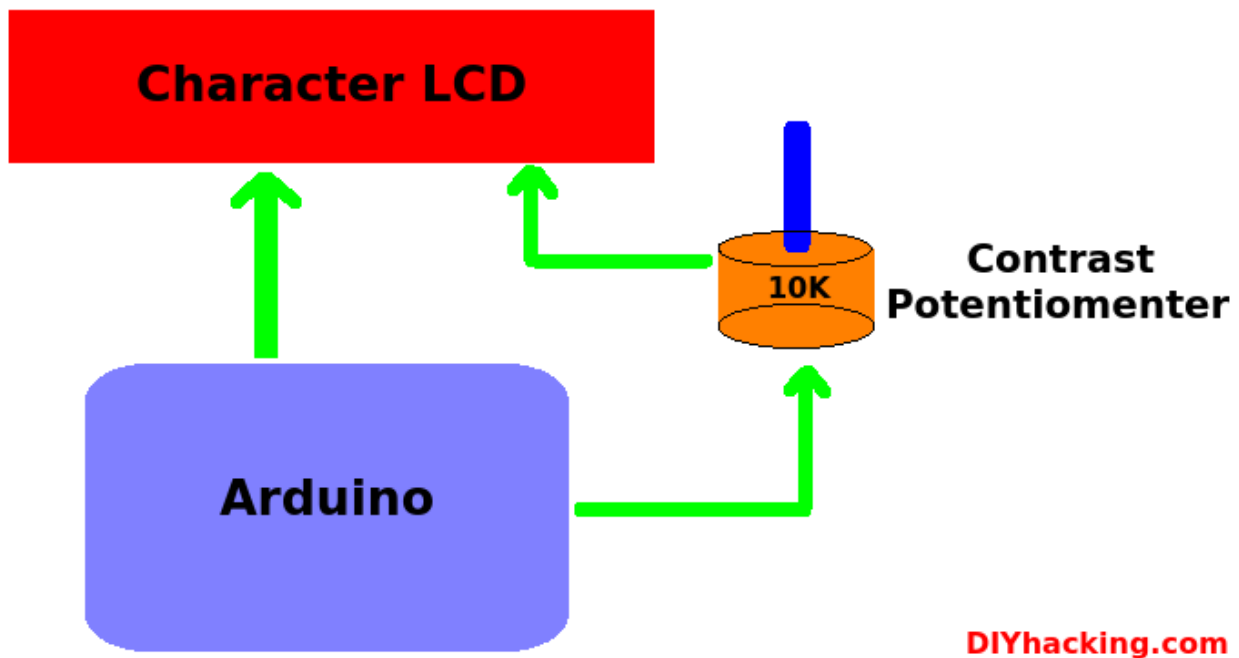 Character LCD
10K
Contrast
Potentiomenter
Arduino
DIYhacking.com